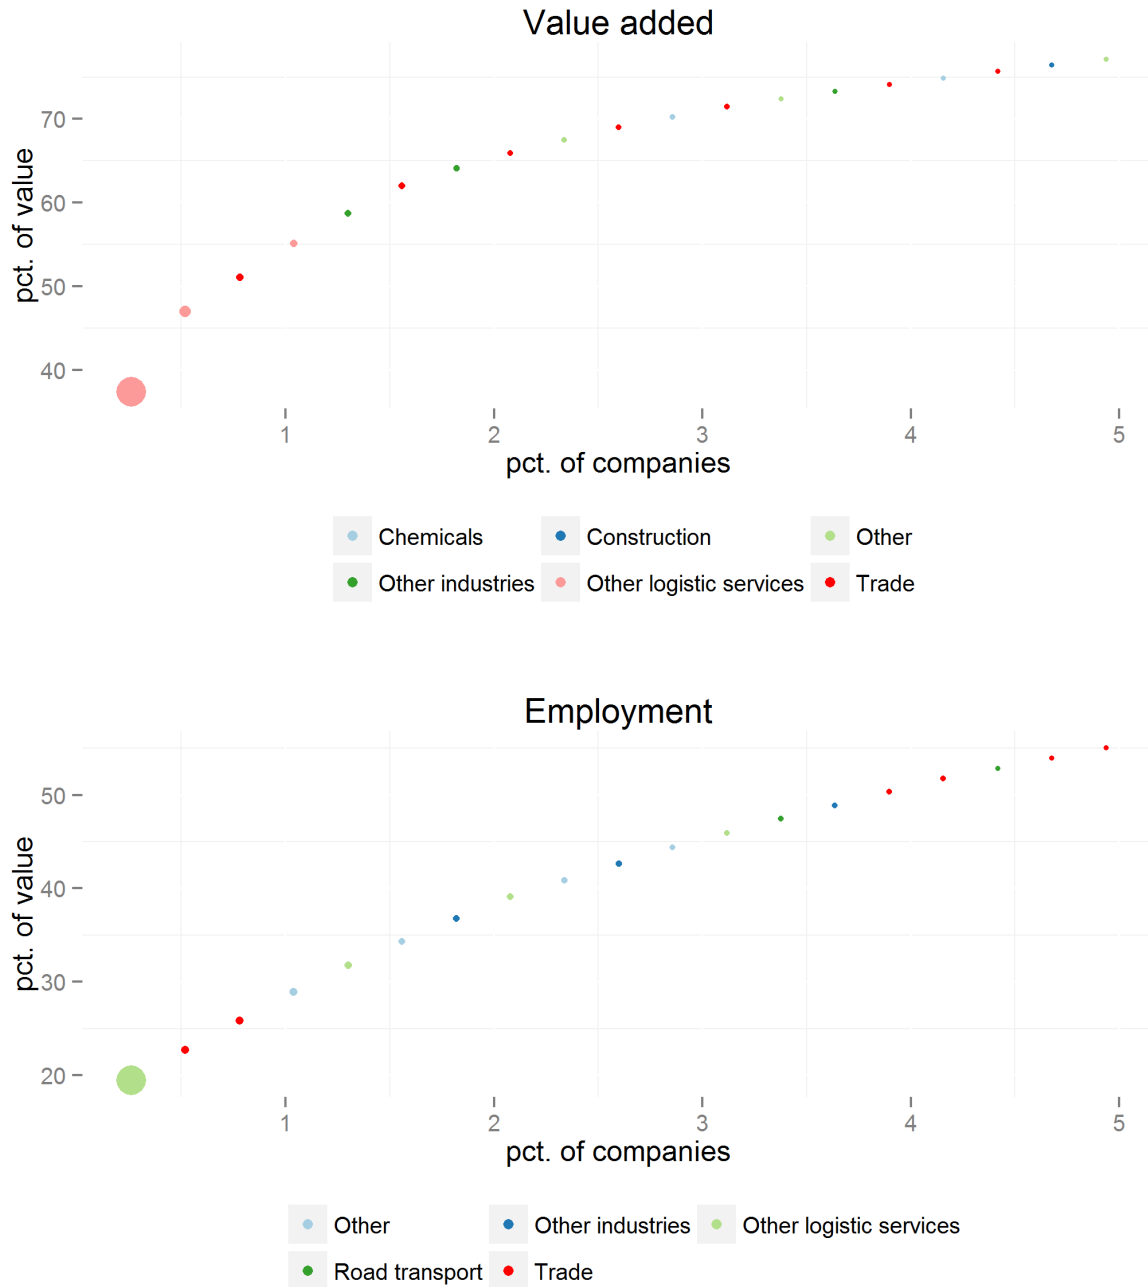 Value added
pct. of value
70
60
50
40
1 2 3 4 5
pct. of companies
Chemicals Construction Other
Other industries Other logistic services Trade
Employment
pct. of value
50
40
30
20
1 2 3 4 5
pct. of companies
Other Other industries Other logistic services
Road transport Trade